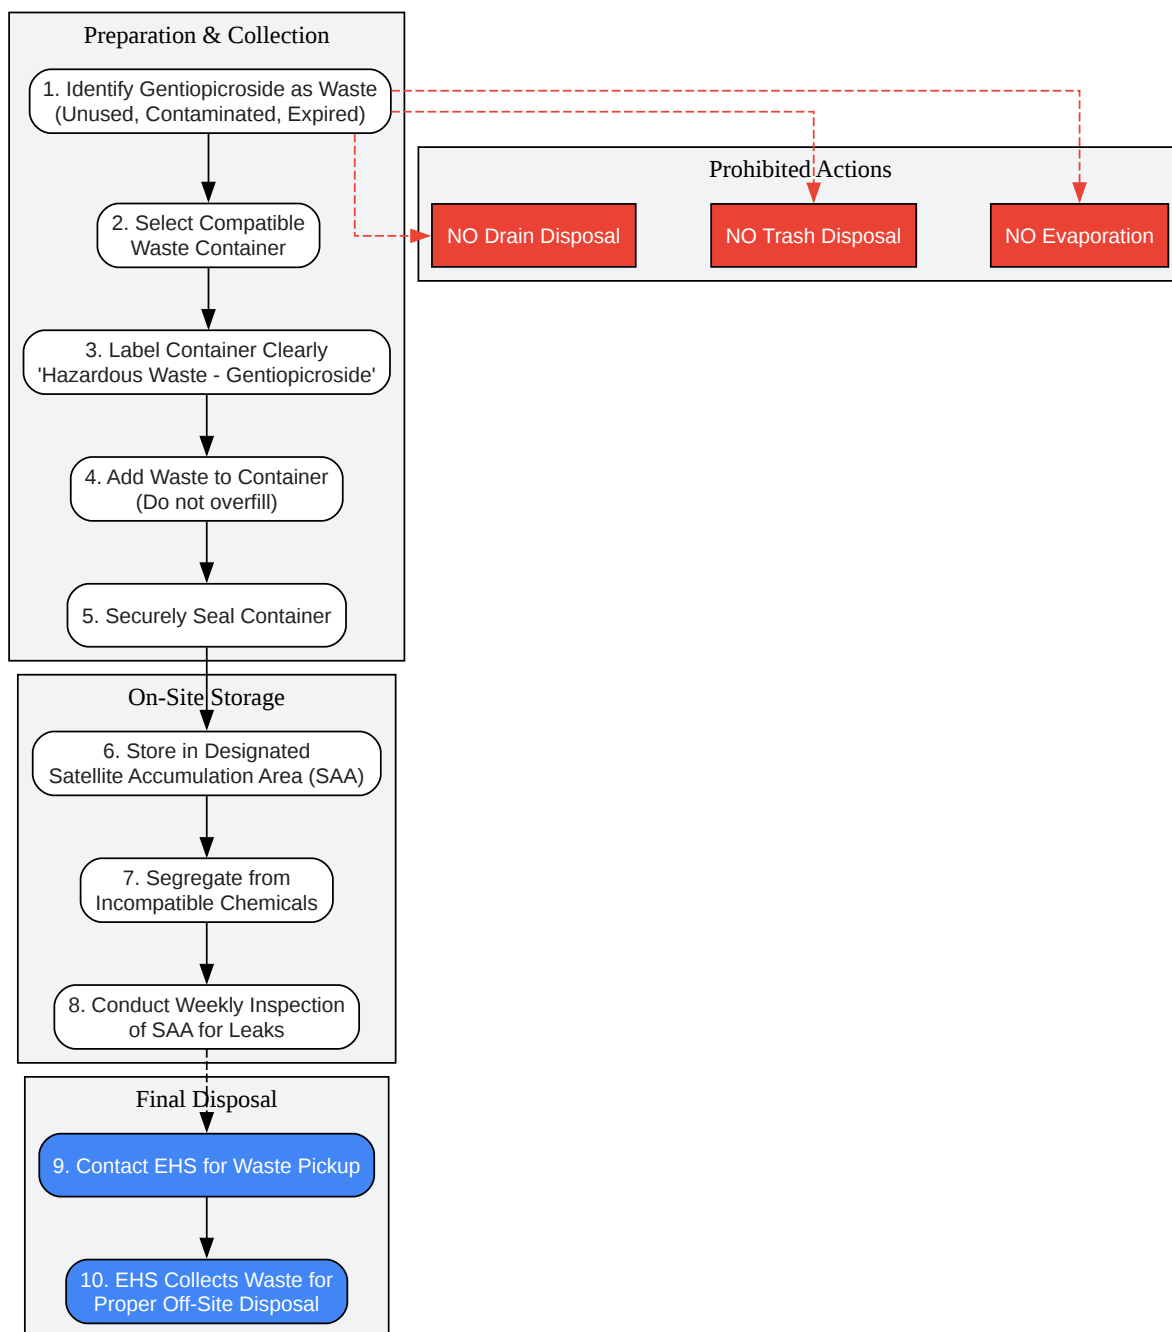 Preparation & Collection
1. Identify Gentiopicroside as Waste
(Unused, Contaminated, Expired)
Prohibited Actions
NO Drain Disposal
NO Trash Disposal
NO Evaporation
2. Select Compatible
Waste Container
3. Label Container Clearly
'Hazardous Waste - Gentiopicroside'
4. Add Waste to Container
(Do not overfill)
5. Securely Seal Container
On-Site Storage
6. Store in Designated
Satellite Accumulation Area (SAA)
7. Segregate from
Incompatible Chemicals
8. Conduct Weekly Inspection
of SAA for Leaks
Final Disposal
9. Contact EHS for Waste Pickup
10. EHS Collects Waste for
Proper Off-Site Disposal